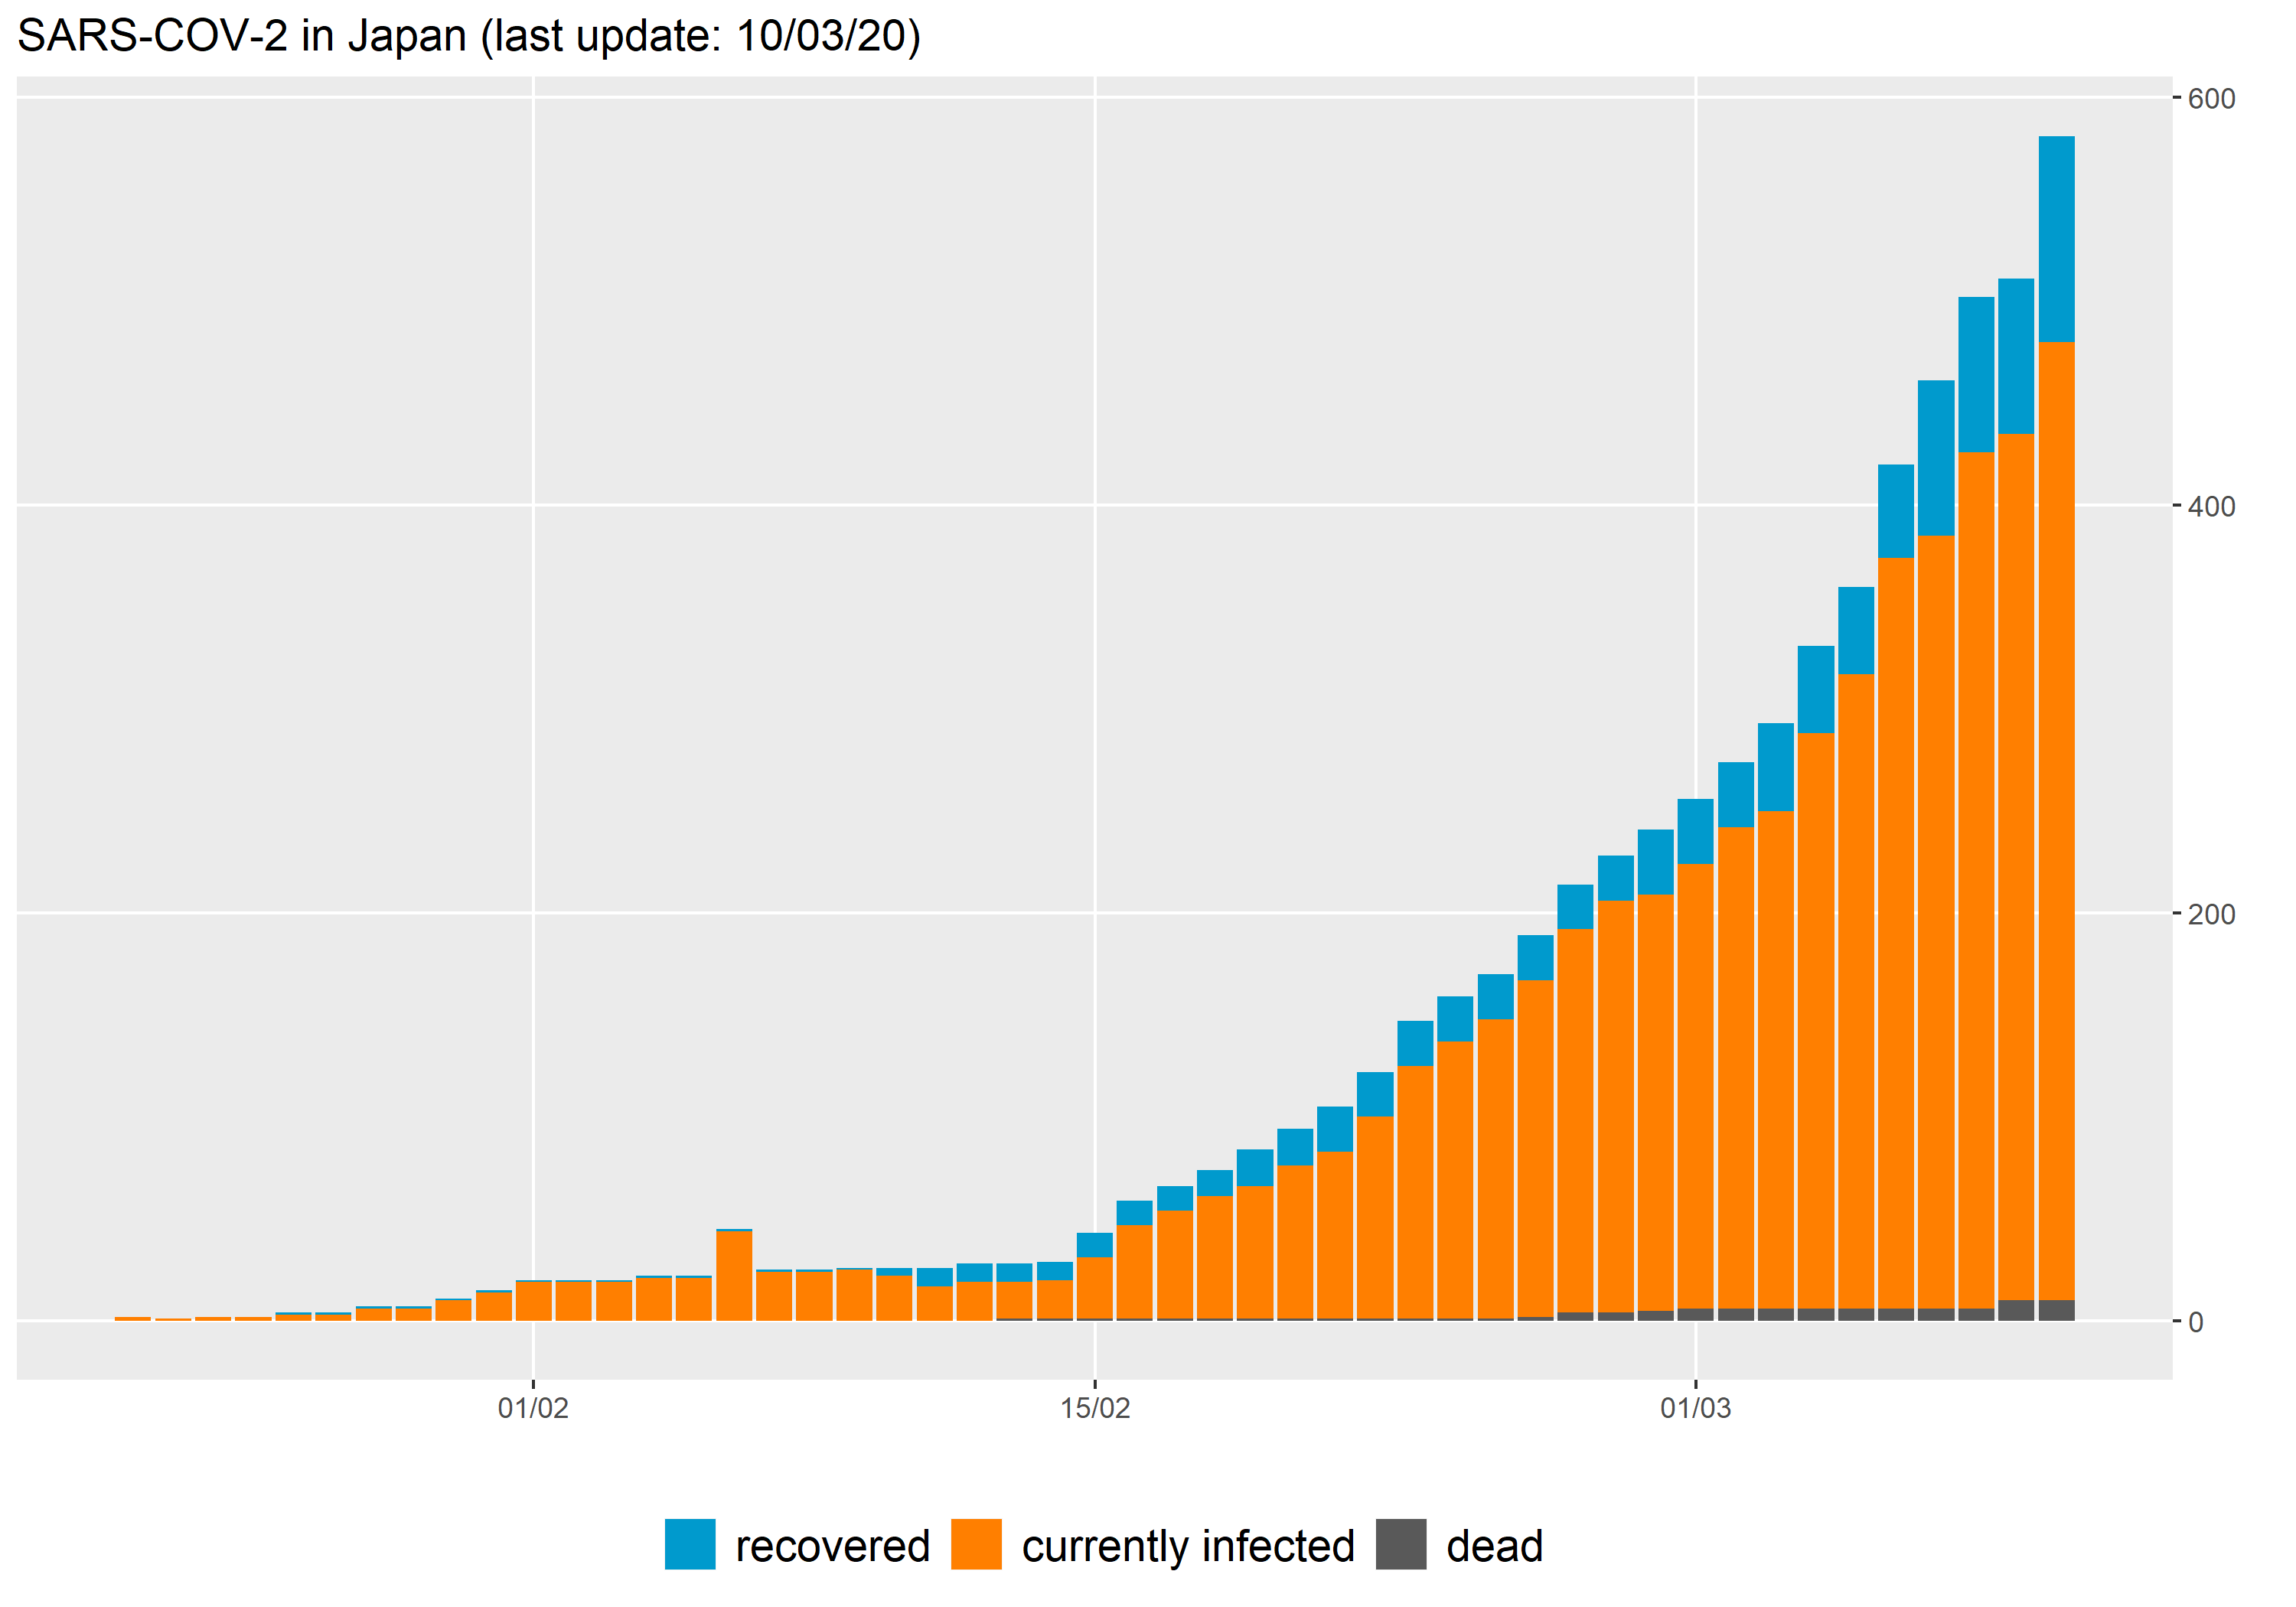 SARS-COV-2 in Japan (last update: 10/03/20)
600
400
200
0
01/02 15/02 01/03
recovered currently infected dead